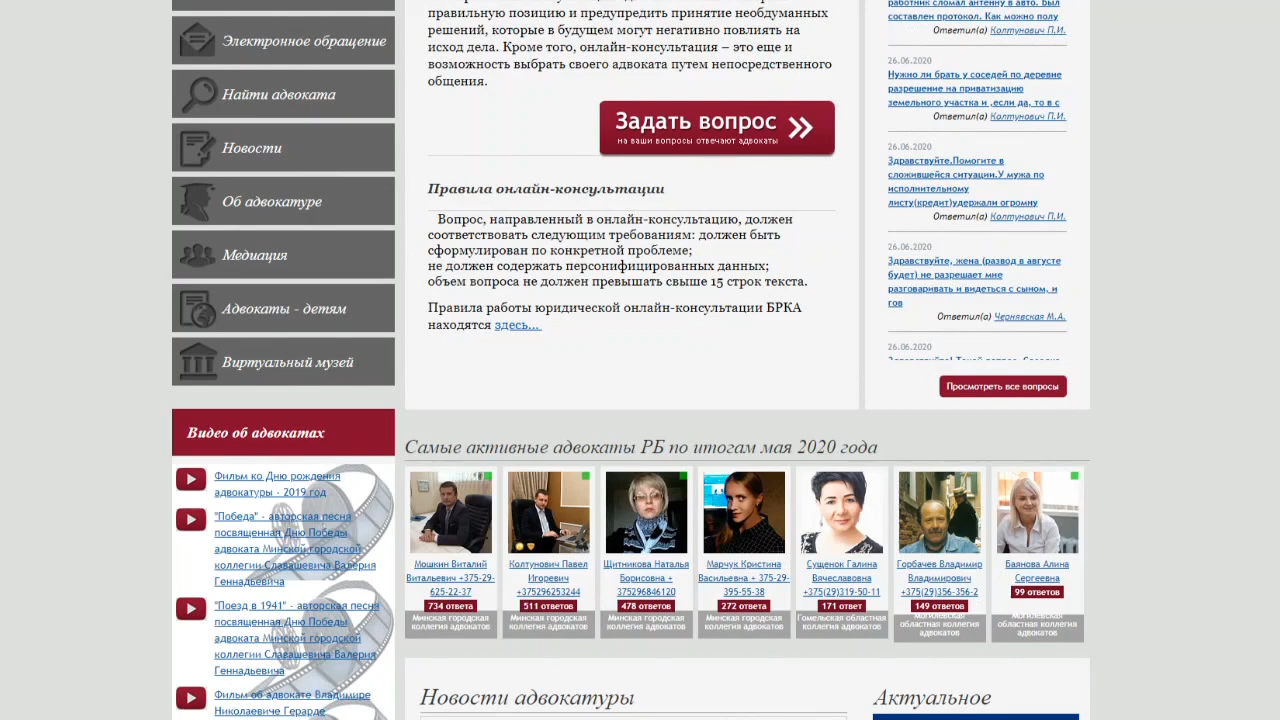 Электронное обращение
Найти адвоката
Новости
Об адвокатуре
Медиация
Адвокаты - детям
Виртуальный музей
Видео об адвокатах
Фильм ко Дню рождения
адвокатуры - 2019 год
"Победа" - авторская песня
посвященная Дню Победы
адвоката Минской городской
коллегии Славашевича Валерия
Геннадьевича
"Поезд в 1941" - авторская песня
посвященная Дню Победы
адвоката Минской городской
коллегии Славашевича Валерия
Геннадьевича
Фильм об адвокате Владимире
Николаевиче Герарде
правильную позицию и предупредить принятие необдуманных
решений, которые в будущем могут негативно повлиять на
исход дела. Кроме того, онлайн-консультация – это еще и
возможность выбрать своего адвоката путем непосредственного
общения.
Задать вопрос
на ваши вопросы отвечают адвокаты
Правила онлайн-консультации
Вопрос, направленный в онлайн-консультацию, должен
соответствовать следующим требованиям: должен быть
сформулирован по конкретной проблеме;
не должен содержать персонифицированных данных;
объем вопроса не должен превышать свыше 15 строк текста.
Правила работы юридической онлайн-консультации БРКА
находятся здесь...
работник сломал антенну в авто. Был
составлен протокол. Как можно полу
Ответил(а) Колтунович П.И.
26.06.2020
Нужно ли брать у соседей по деревне
разрешение на приватизацию
земельного участка и ,если да, то в с
Ответил(а) Колтунович П.И.
26.06.2020
Здравствуйте.Помогите в
сложившейся ситуации.У мужа по
исполнительному
листу(кредит)удержали огромну
Ответил(а) Колтунович П.И.
26.06.2020
Здравствуйте, жена (развод в августе
будет) не разрешает мне
разговаривать и видеться с сыном, и
гов
Ответил(а) Чернявская М.А.
26.06.2020
Просмотреть все вопросы
Самые активные адвокаты РБ по итогам мая 2020 года
Мошкин Виталий
Витальевич +375-29-
625-22-37
734 ответа
Минская городская
коллегия адвокатов
Колтунович Павел
Игоревич
+375296253244
511 ответов
Минская городская
коллегия адвокатов
Щитникова Наталья
Борисовна +
375296846120
478 ответов
Минская городская
коллегия адвокатов
Марчук Кристина
Васильевна + 375-29-
395-55-38
272 ответа
Минская городская
коллегия адвокатов
Сущенок Галина
Вячеславовна
+375(29)319-50-11
171 ответ
Гомельская областная
коллегия адвокатов
Горбачев Владимир
Владимирович
+375(29)356-356-2
149 ответов
Могилевская
областная коллегия
адвокатов
Баянова Алина
Сергеевна
99 ответов
Могилевская
областная коллегия
адвокатов
Новости адвокатуры
Актуальное